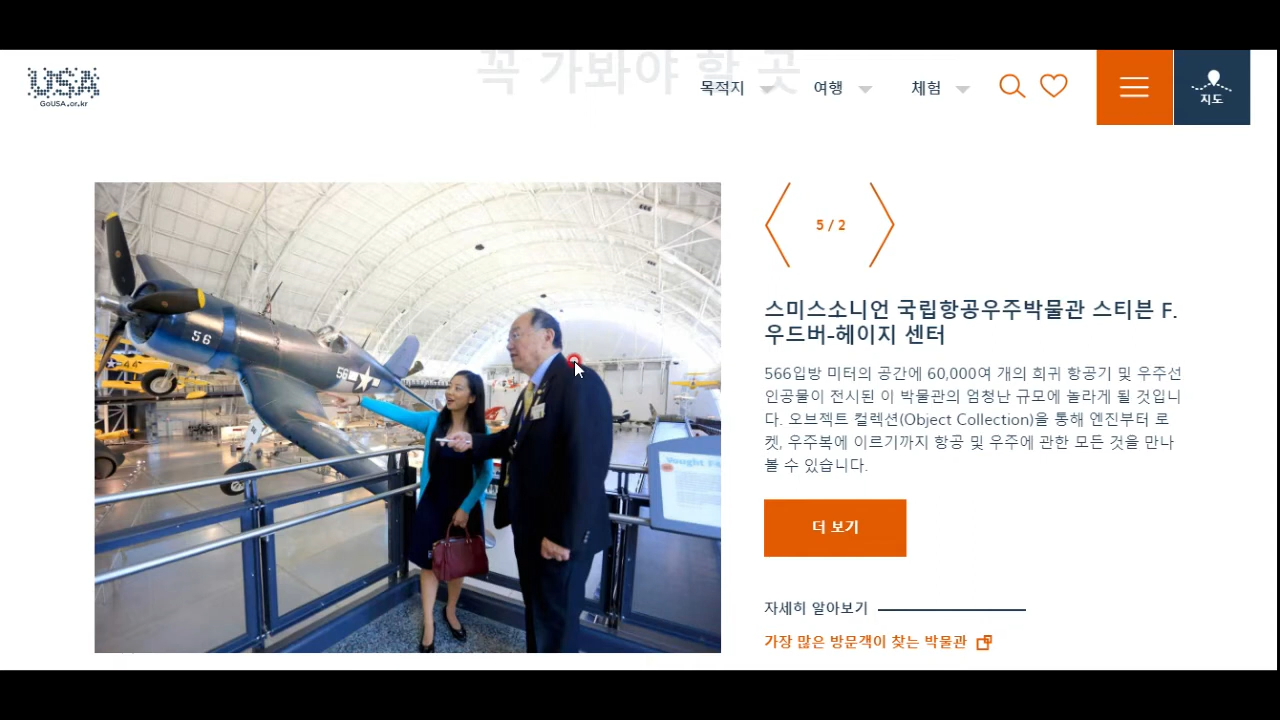 꼭 가봐야 할 곳
USA
GoUSA.or.kr
목적지
여행
체험
지도
5 / 2
스미스소니언 국립항공우주박물관 스티븐 F.
우드버-헤이지 센터
566입방 미터의 공간에 60,000여 개의 희귀 항공기 및 우주선
인공물이 전시된 이 박물관의 엄청난 규모에 놀라게 될 것입니
다. 오브젝트 컬렉션(Object Collection)을 통해 엔진부터 로
켓, 우주복에 이르기까지 항공 및 우주에 관한 모든 것을 만나
볼 수 있습니다.
더 보기
자세히 알아보기
가장 많은 방문객이 찾는 박물관
56
56